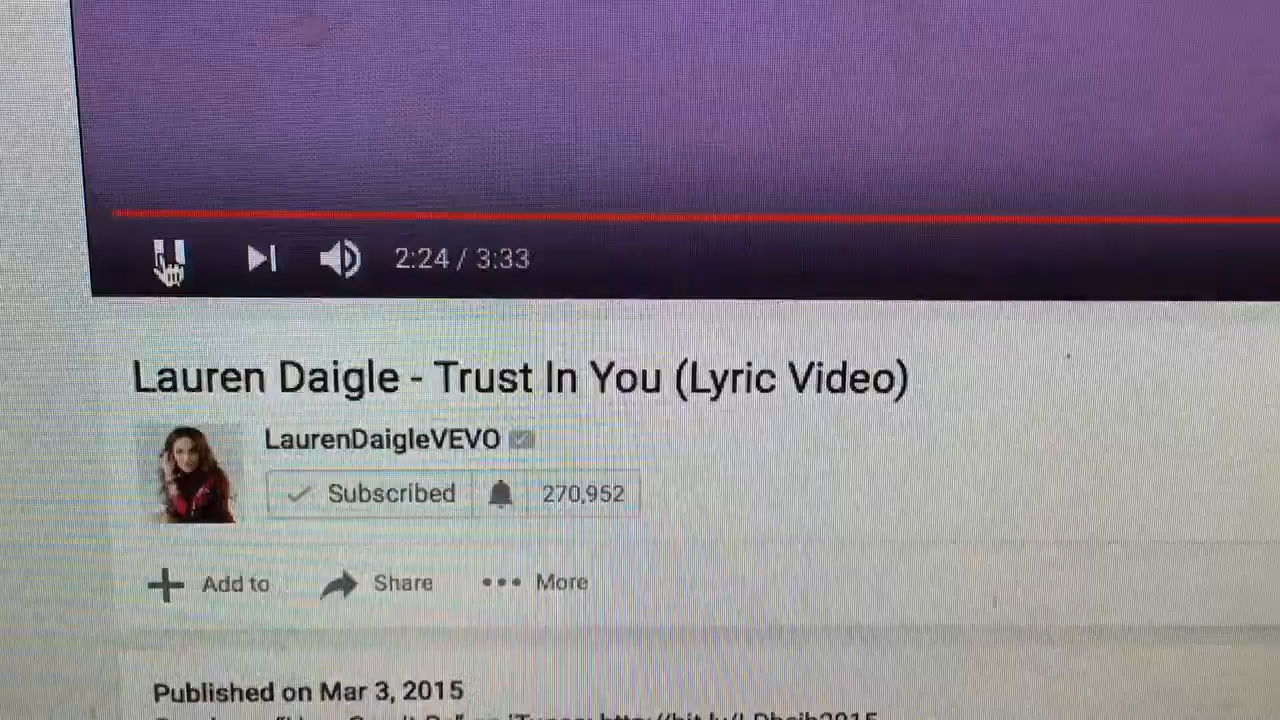 2:24 / 3:33
Lauren Daigle - Trust In You (Lyric Video)
LaurenDaigleVEVO
Subscribed 270,952
Add to Share More
Published on Mar 3, 2015